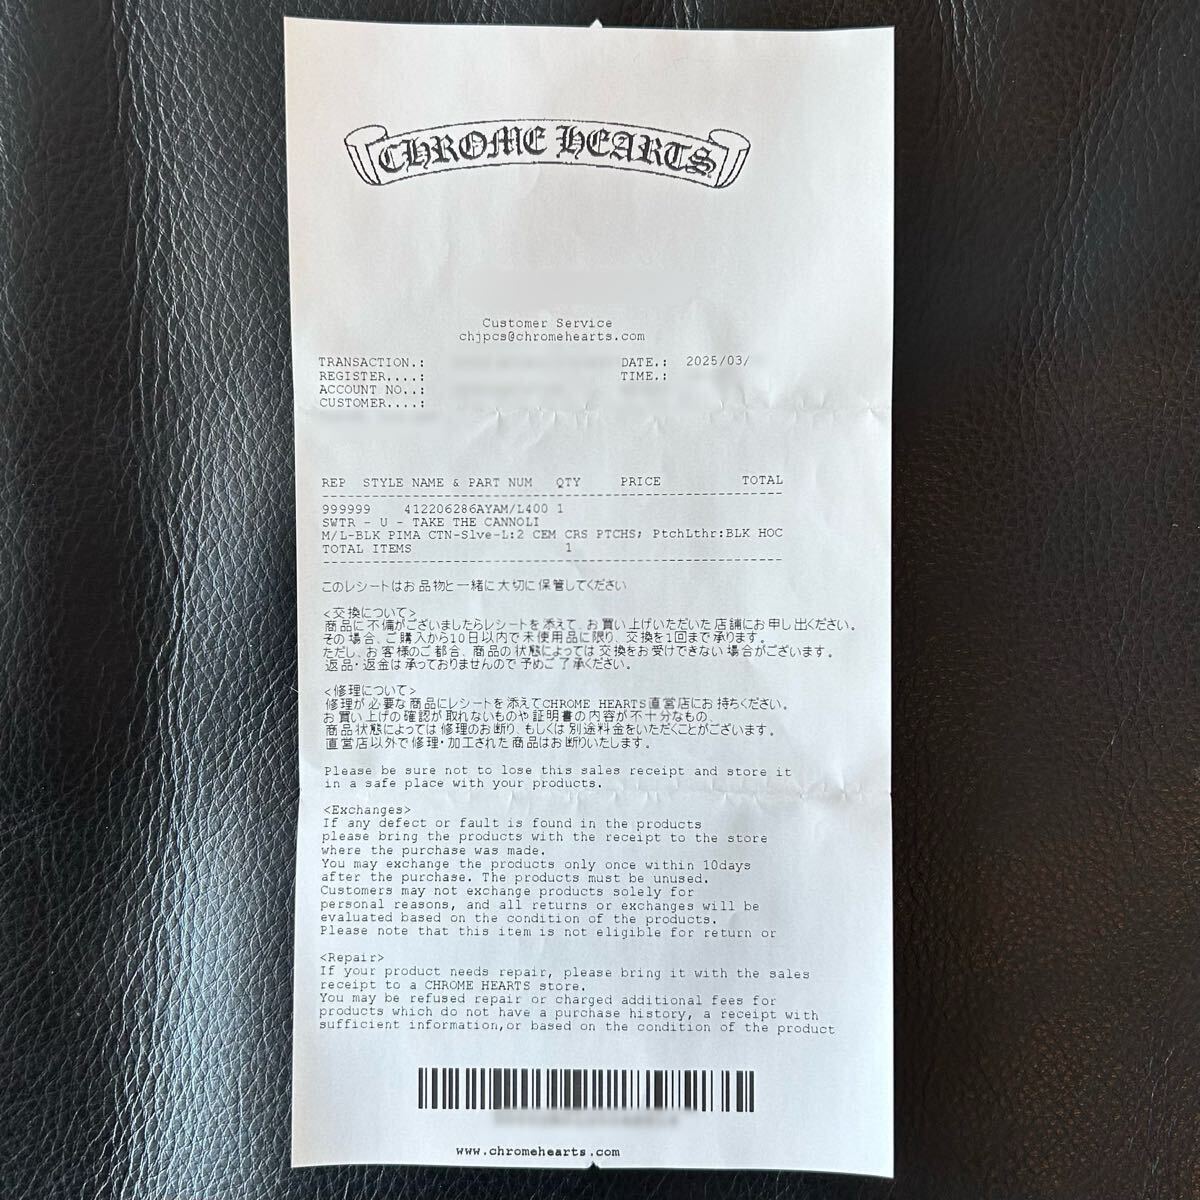 CHROME HEARTS
Customer Service
chjpcs@chromehearts.com
TRANSACTION.: DATE.: 2025/03/
REGISTER....: TIME.:
ACCOUNT NO..:
CUSTOMER....:
REP STYLE NAME & PART NUM QTY PRICE TOTAL
999999 412206286AYAM/L400 1
SWTR - U - TAKE THE CANNOLI
M/L-BLK PIMA CTN-Slve-L:2 CEM CRS PTCHS; PtchLthr:BLK HOC
TOTAL ITEMS 1
このレシートはお品物と一緒に大切に保管してください
<交換について>
商品に不備がございましたらレシートを添えて、お買い上げいただいた店舗にお申し出ください。
その場合、ご購入から10日以内で未使用品に限り、交換を1回まで承ります。
ただし、お客様のご都合、商品の状態によっては交換をお受けできない場合がございます。
返品・返金は承っておりませんので予めご了承ください。
<修理について>
修理が必要な商品にレシートを添えてCHROME HEARTS直営店にお持ちください。
お買い上げの確認が取れないものや証明書の内容が不十分なもの、
商品状態によっては修理のお断り、もしくは別途料金をいただくことがございます。
直営店以外で修理・加工された商品はお断りいたします。
Please be sure not to lose this sales receipt and store it
in a safe place with your products.
<Exchanges>
If any defect or fault is found in the products
please bring the products with the receipt to the store
where the purchase was made.
You may exchange the products only once within 10days
after the purchase. The products must be unused.
Customers may not exchange products solely for
personal reasons, and all returns or exchanges will be
evaluated based on the condition of the products.
Please note that this item is not eligible for return or
<Repair>
If your product needs repair, please bring it with the sales
receipt to a CHROME HEARTS store.
You may be refused repair or charged additional fees for
products which do not have a purchase history, a receipt with
sufficient information,or based on the condition of the product
www.chromehearts.com